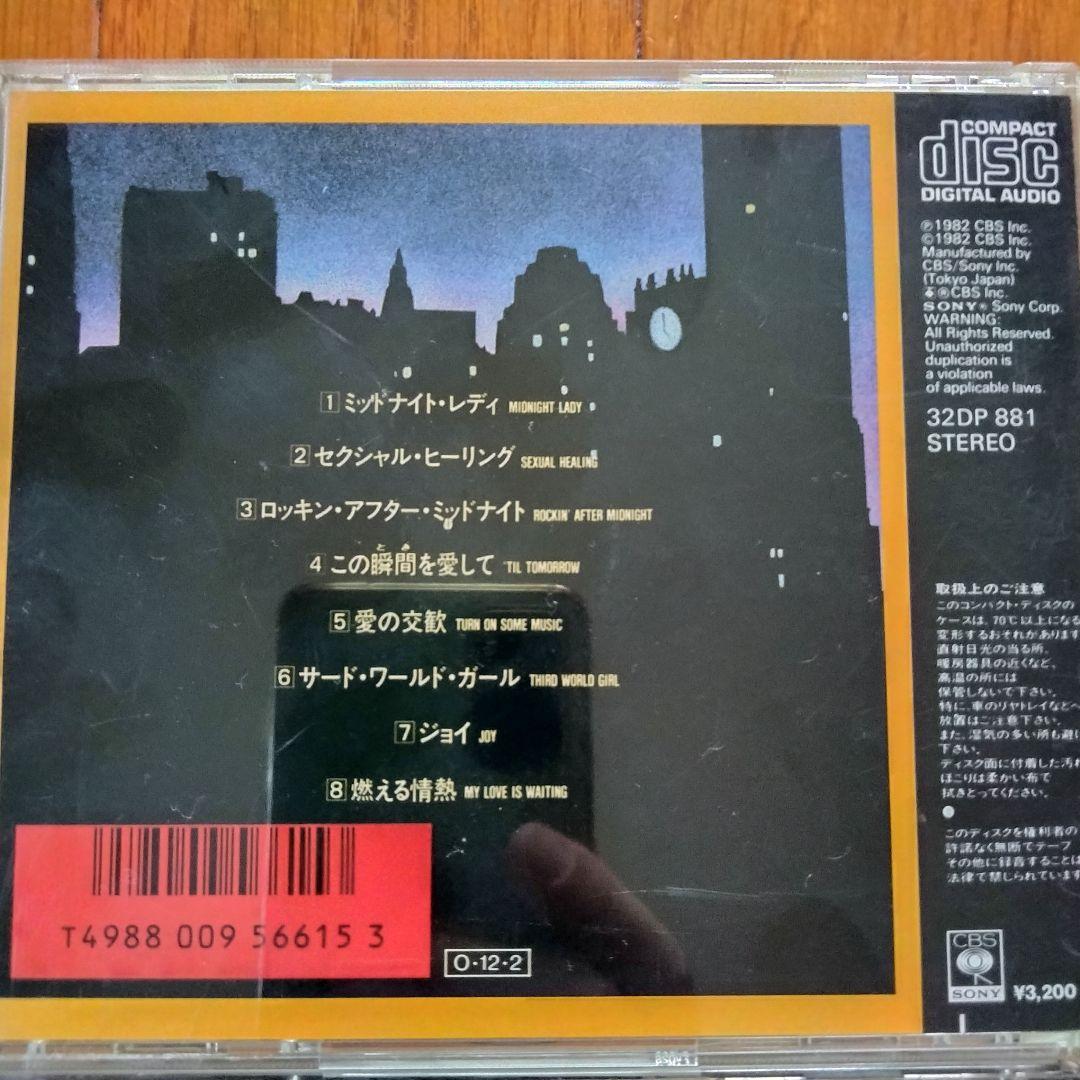 1 ミッドナイト・レディ MIDNIGHT LADY
2 セクシャル・ヒーリング SEXUAL HEALING
3 ロッキン・アフター・ミッドナイト ROCKIN' AFTER MIDNIGHT
とき
4 この瞬間を愛して 'TIL TOMORROW
5 愛の交歓 TURN ON SOME MUSIC
6 サード・ワールド・ガール THIRD WORLD GIRL
7 ジョイ JOY
8 燃える情熱 MY LOVE IS WAITING
T4988 009 56615 3
O・12・2
COMPACT
disc
DIGITAL AUDIO
℗1982 CBS Inc.
©1982 CBS Inc.
Manufactured by
CBS/Sony Inc.
(Tokyo Japan)
®CBS Inc.
SONY® Sony Corp.
WARNING:
All Rights Reserved.
Unauthorized
duplication is
a violation
of applicable laws.
32DP 881
STEREO
取扱上のご注意
このコンパクト・ディスクの
ケースは、70℃以上になる
変形するおそれがあります
直射日光の当る所、
暖房器具の近くなど、
高温の所には
保管しないで下さい。
特に、車のリヤトレイなどへ
放置はご注意下さい。
また、湿気の多い所も避け
下さい。
ディスク面に付着した汚れ
ほこりは柔かい布で
拭きとってください。
このディスクを権利者の
許諾なく無断でテープ
その他に録音することは
法律で禁じられています
CBS
SONY
¥3,200